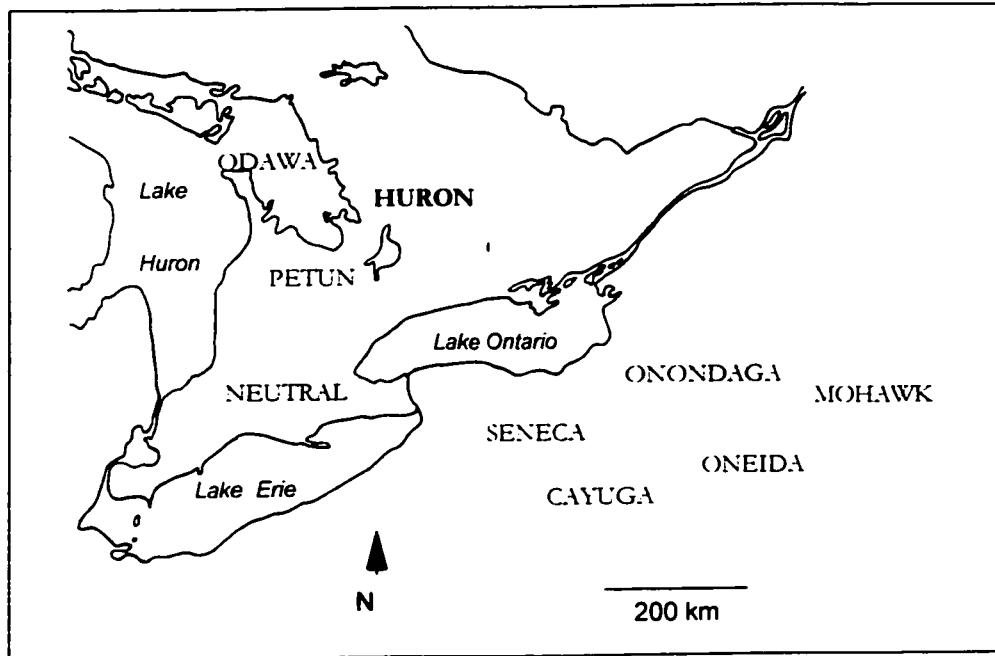 ODAWA
Lake
Huron
HURON
PETUN
Lake Ontario
NEUTRAL
ONONDAGA
MOHAWK
SENECA
ONEIDA
Lake Erie
CAYUGA
N
200 km